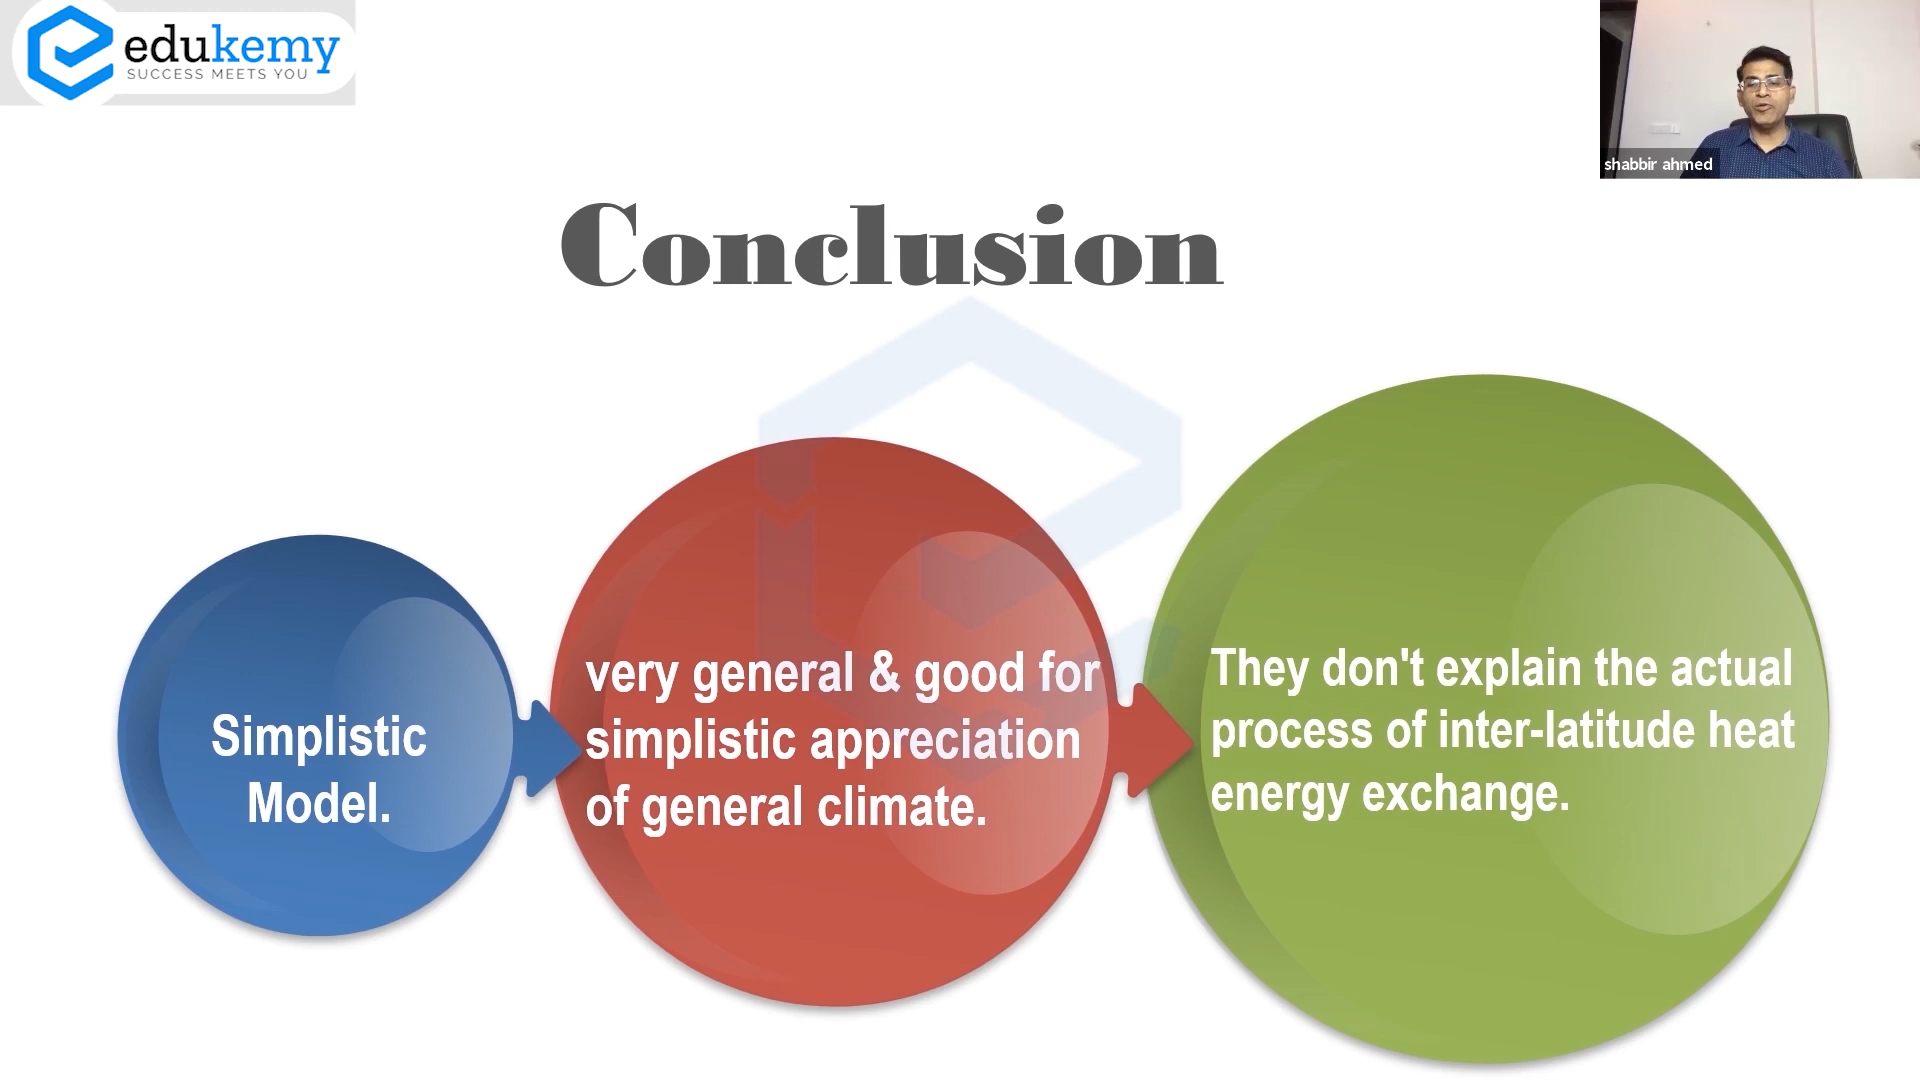 edukemy
SUCCESS MEETS YOU
shabbir ahmed
Conclusion
Simplistic
Model.
very general & good for
simplistic appreciation
of general climate.
They don't explain the actual
process of inter-latitude heat
energy exchange.